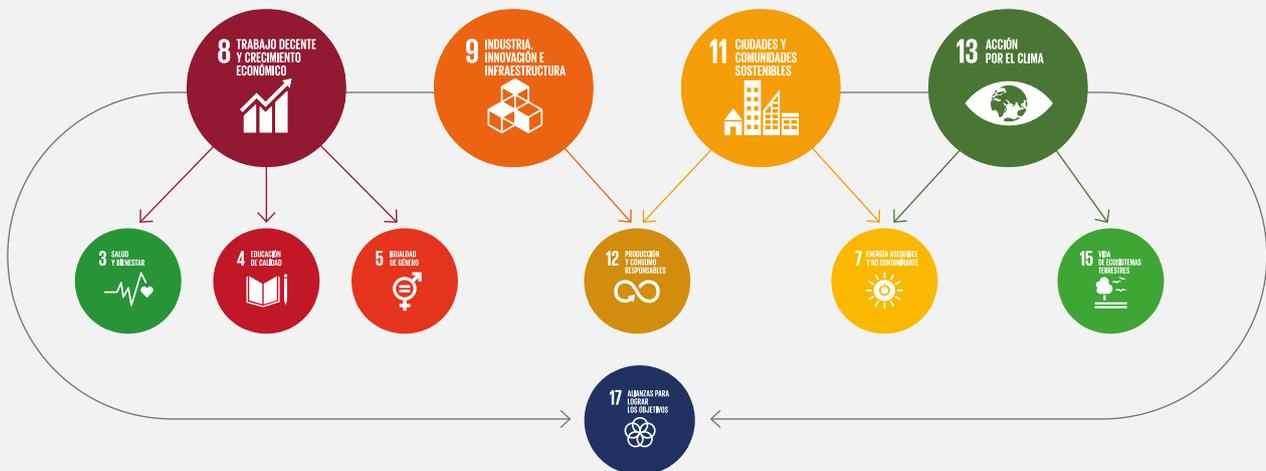 8 TRABAJO DECENTE
Y CRECIMIENTO
ECONÓMICO
9 INDUSTRIA,
INNOVACIÓN E
INFRAESTRUCTURA
11 CIUDADES Y
COMUNIDADES
SOSTENIBLES
13 ACCIÓN
POR EL CLIMA
3 SALUD
Y BIENESTAR
4 EDUCACIÓN
DE CALIDAD
5 IGUALDAD
DE GÉNERO
12 PRODUCCIÓN
Y CONSUMO
RESPONSABLES
7 ENERGÍA ASEQUIBLE
Y NO CONTAMINANTE
15 VIDA
DE ECOSISTEMAS
TERRESTRES
17 ALIANZAS PARA
LOGRAR
LOS OBJETIVOS